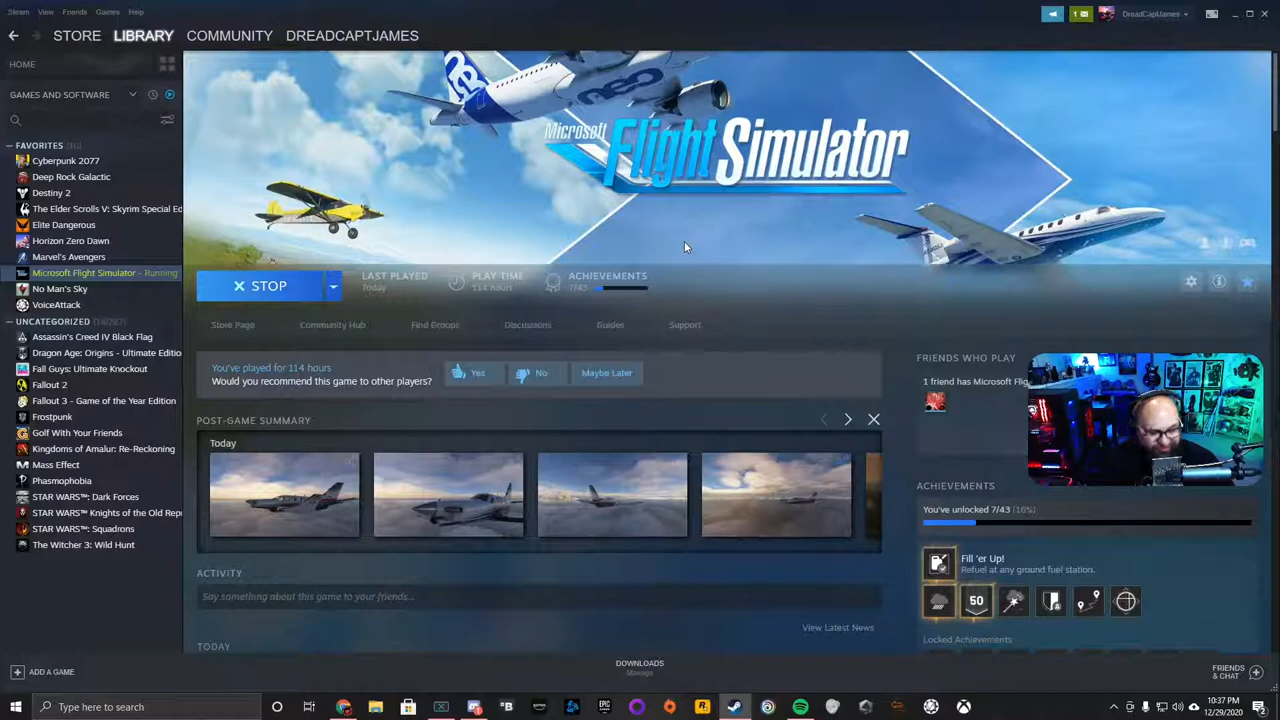 Steam View Friends Games Help
DreadCaptJames
STORE LIBRARY COMMUNITY DREADCAPTJAMES
HOME
GAMES AND SOFTWARE
FAVORITES
Cyberpunk 2077
Deep Rock Galactic
Destiny 2
The Elder Scrolls V: Skyrim Special Ed
Elite Dangerous
Horizon Zero Dawn
Marvel's Avengers
Microsoft Flight Simulator - Running
No Man's Sky
VoiceAttack
UNCATEGORIZED
Assassin's Creed IV Black Flag
Dragon Age: Origins - Ultimate Editio
Fall Guys: Ultimate Knockout
Fallout 2
Fallout 3 - Game of the Year Edition
Frostpunk
Golf With Your Friends
Kingdoms of Amalur: Re-Reckoning
Mass Effect
Phasmophobia
STAR WARS™: Dark Forces
STAR WARS™ Knights of the Old Rep
STAR WARS™: Squadrons
The Witcher 3: Wild Hunt
ADD A GAME
neo
Microsoft Flight Simulator
STOP
LAST PLAYED
Today
PLAY TIME
114 hours
ACHIEVEMENTS
7/43
Store Page Community Hub Find Groups Discussions Guides Support
You've played for 114 hours
Would you recommend this game to other players?
Yes No Maybe Later
POST-GAME SUMMARY
Today
ACTIVITY
Say something about this game to your friends...
View Latest News
TODAY
FRIENDS WHO PLAY
1 friend has Microsoft Flig
ACHIEVEMENTS
You've unlocked 7/43 (16%)
Fill 'er Up!
Refuel at any ground fuel station.
50
Locked Achievements
DOWNLOADS
Manage
FRIENDS
& CHAT
Type here to search
10:37 PM
12/29/2020